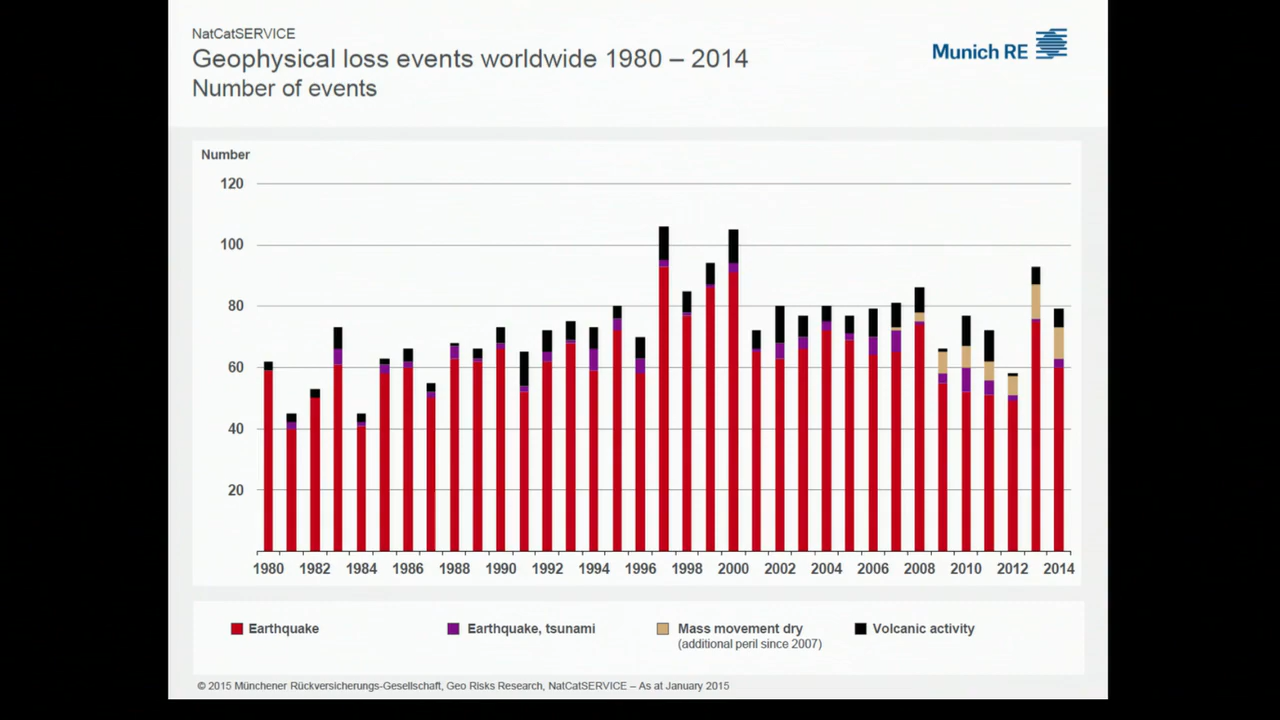 NatCatSERVICE
Geophysical loss events worldwide 1980 – 2014
Number of events
Munich RE
Number
120
100
80
60
40
20
1980 1982 1984 1986 1988 1990 1992 1994 1996 1998 2000 2002 2004 2006 2008 2010 2012 2014
Earthquake Earthquake, tsunami Mass movement dry Volcanic activity
(additional peril since 2007)
© 2015 Münchener Rückversicherungs-Gesellschaft, Geo Risks Research, NatCatSERVICE – As at January 2015